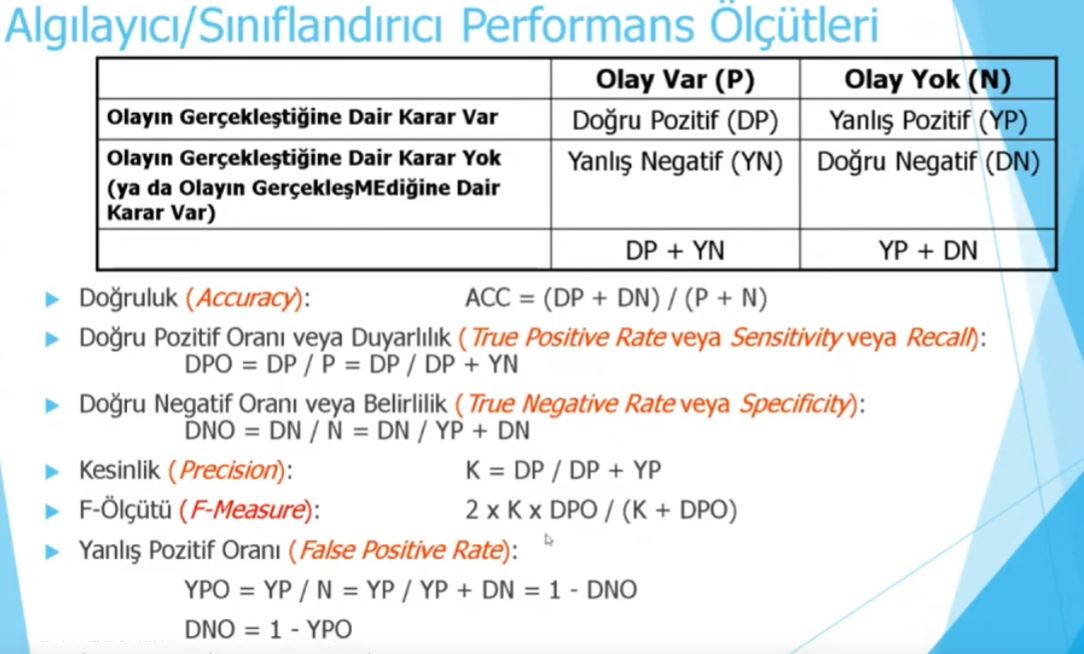 Algılayıcı/Sınıflandırıcı Performans Ölçütleri
Olay Var (P) Olay Yok (N)
Olayın Gerçekleştiğine Dair Karar Var Doğru Pozitif (DP) Yanlış Pozitif (YP)
Olayın Gerçekleştiğine Dair Karar Yok Yanlış Negatif (YN) Doğru Negatif (DN)
(ya da Olayın GerçekleşMEdiğine Dair
Karar Var)
DP + YN YP + DN
Doğruluk (Accuracy): ACC = (DP + DN) / (P + N)
Doğru Pozitif Oranı veya Duyarlılık (True Positive Rate veya Sensitivity veya Recall):
DPO = DP / P = DP / DP + YN
Doğru Negatif Oranı veya Belirlilik (True Negative Rate veya Specificity):
DNO = DN / N = DN / YP + DN
Kesinlik (Precision): K = DP / DP + YP
F-Ölçütü (F-Measure): 2 x K x DPO / (K + DPO)
Yanlış Pozitif Oranı (False Positive Rate):
YPO = YP / N = YP / YP + DN = 1 - DNO
DNO = 1 - YPO